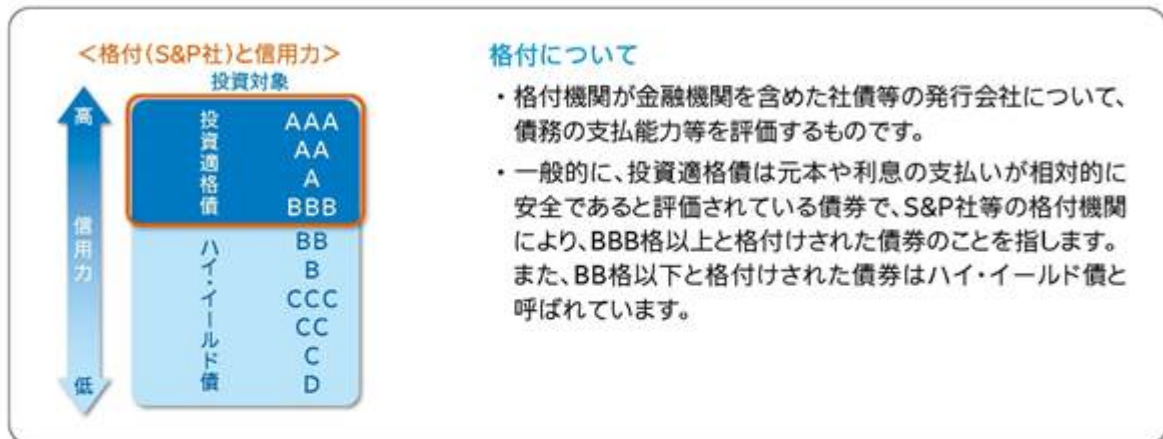 ＜格付(S&P社)と信用力＞
投資対象
高
信用力
低
投資適格債
AAA
AA
A
BBB
ハイ・イールド債
BB
B
CCC
CC
C
D
格付について
・格付機関が金融機関を含めた社債等の発行会社について、
債務の支払能力等を評価するものです。
・一般的に、投資適格債は元本や利息の支払いが相対的に
安全であると評価されている債券で、S&P社等の格付機関
により、BBB格以上と格付けされた債券のことを指します。
また、BB格以下と格付けされた債券はハイ・イールド債と
呼ばれています。